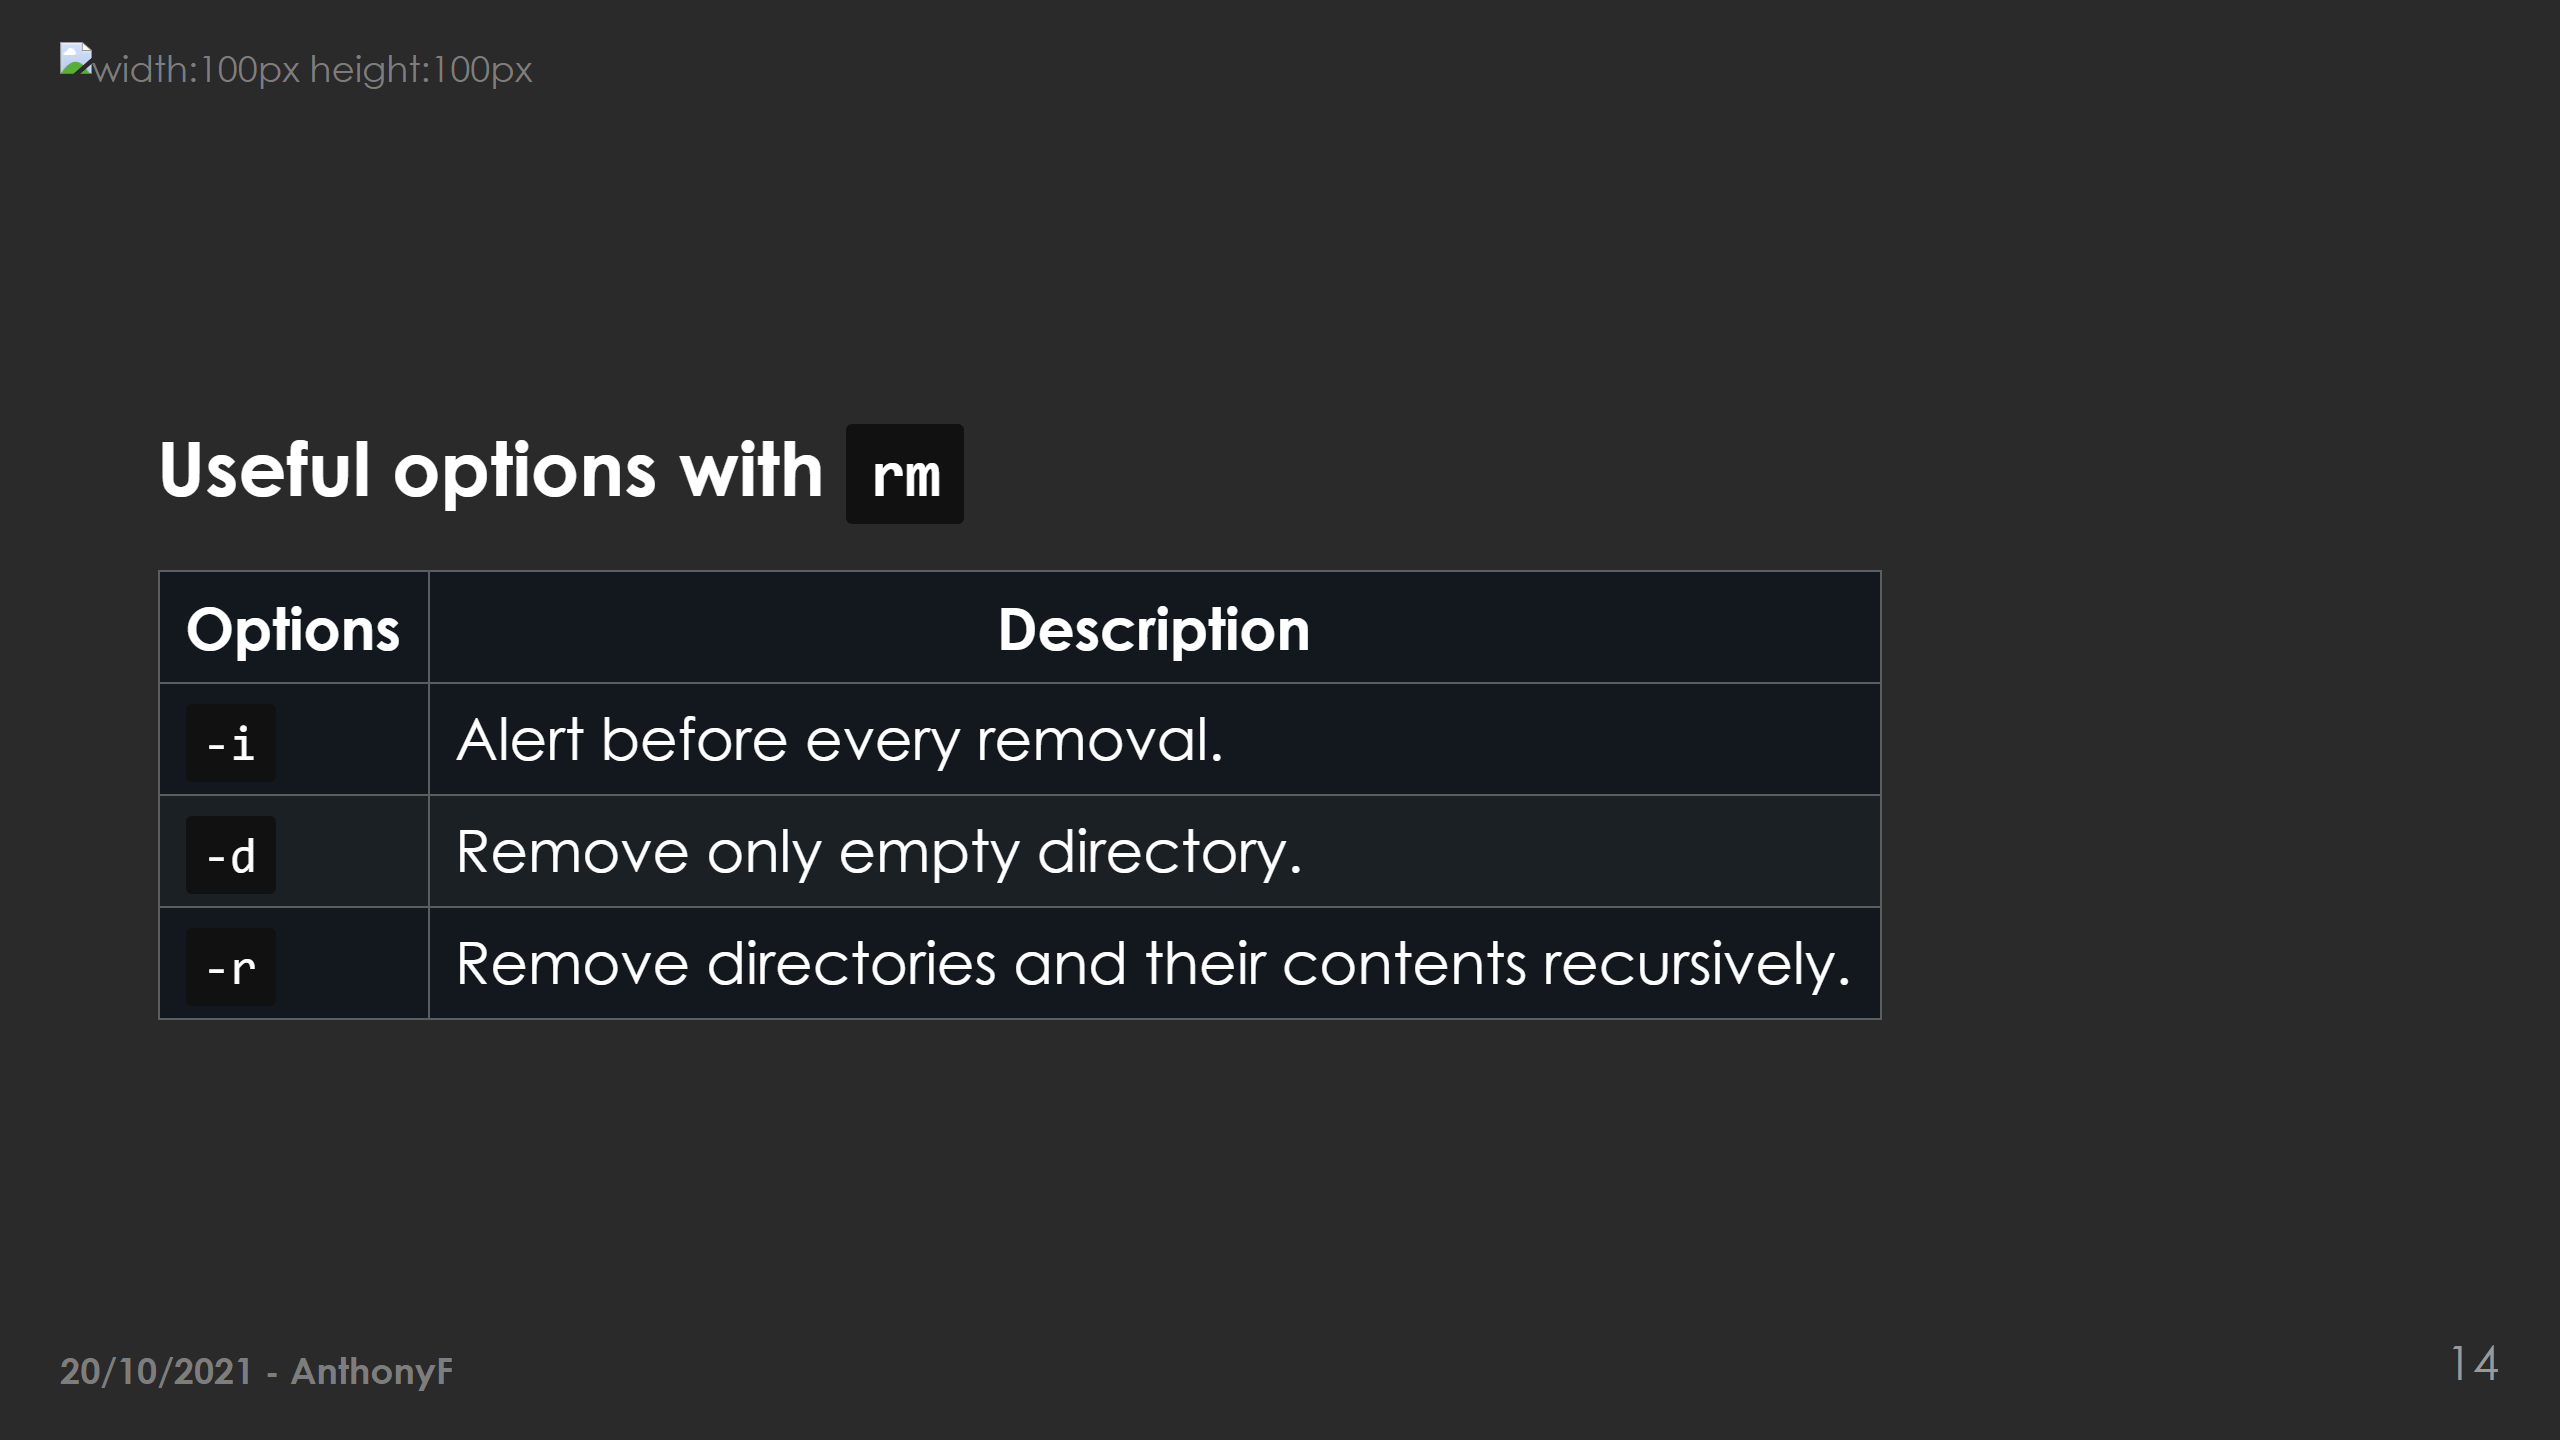 width:100px height:100px
Useful options with rm
Options Description
-i Alert before every removal.
-d Remove only empty directory.
-r Remove directories and their contents recursively.
20/10/2021 - AnthonyF
14